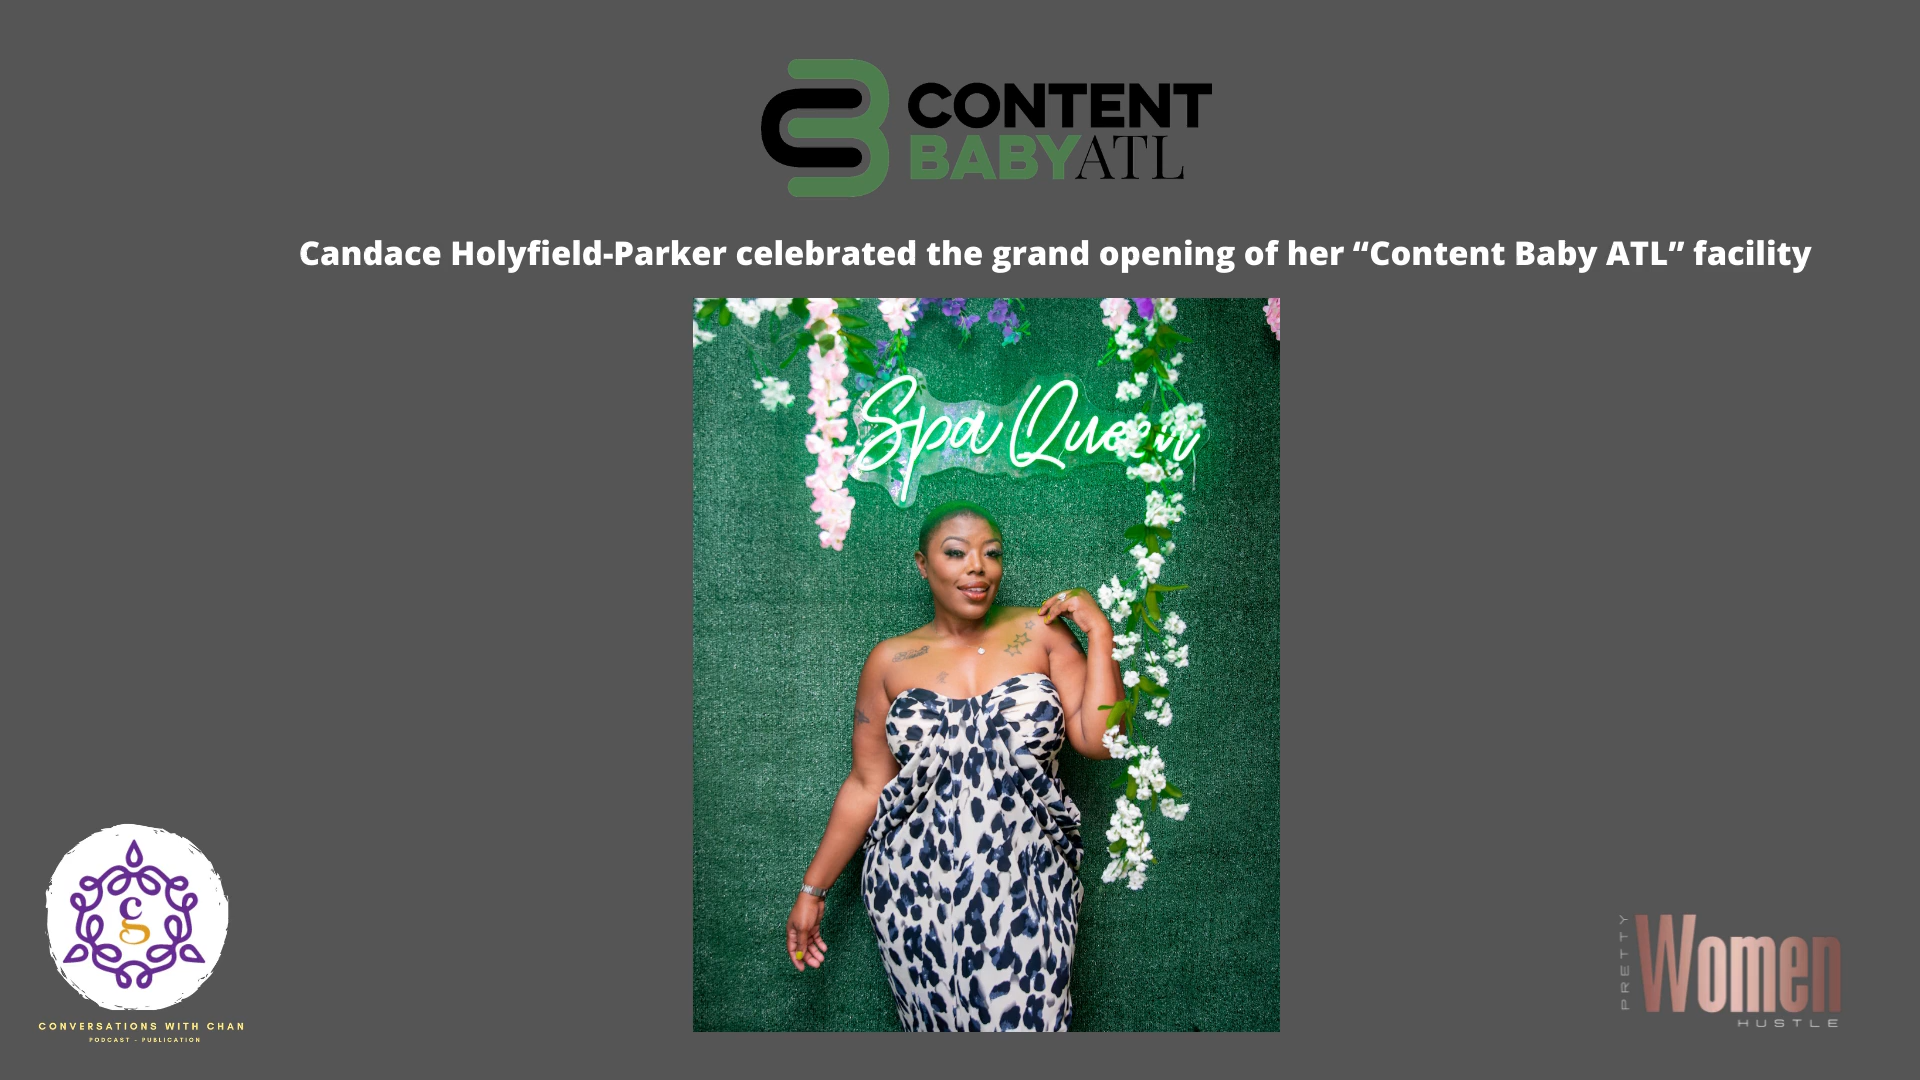 CONTENT
BABYATL
Candace Holyfield-Parker celebrated the grand opening of her “Content Baby ATL” facility
Spa Queen
cg
CONVERSATIONS WITH CHAN
PODCAST - PUBLICATION
PRETTY
Women
HUSTLE